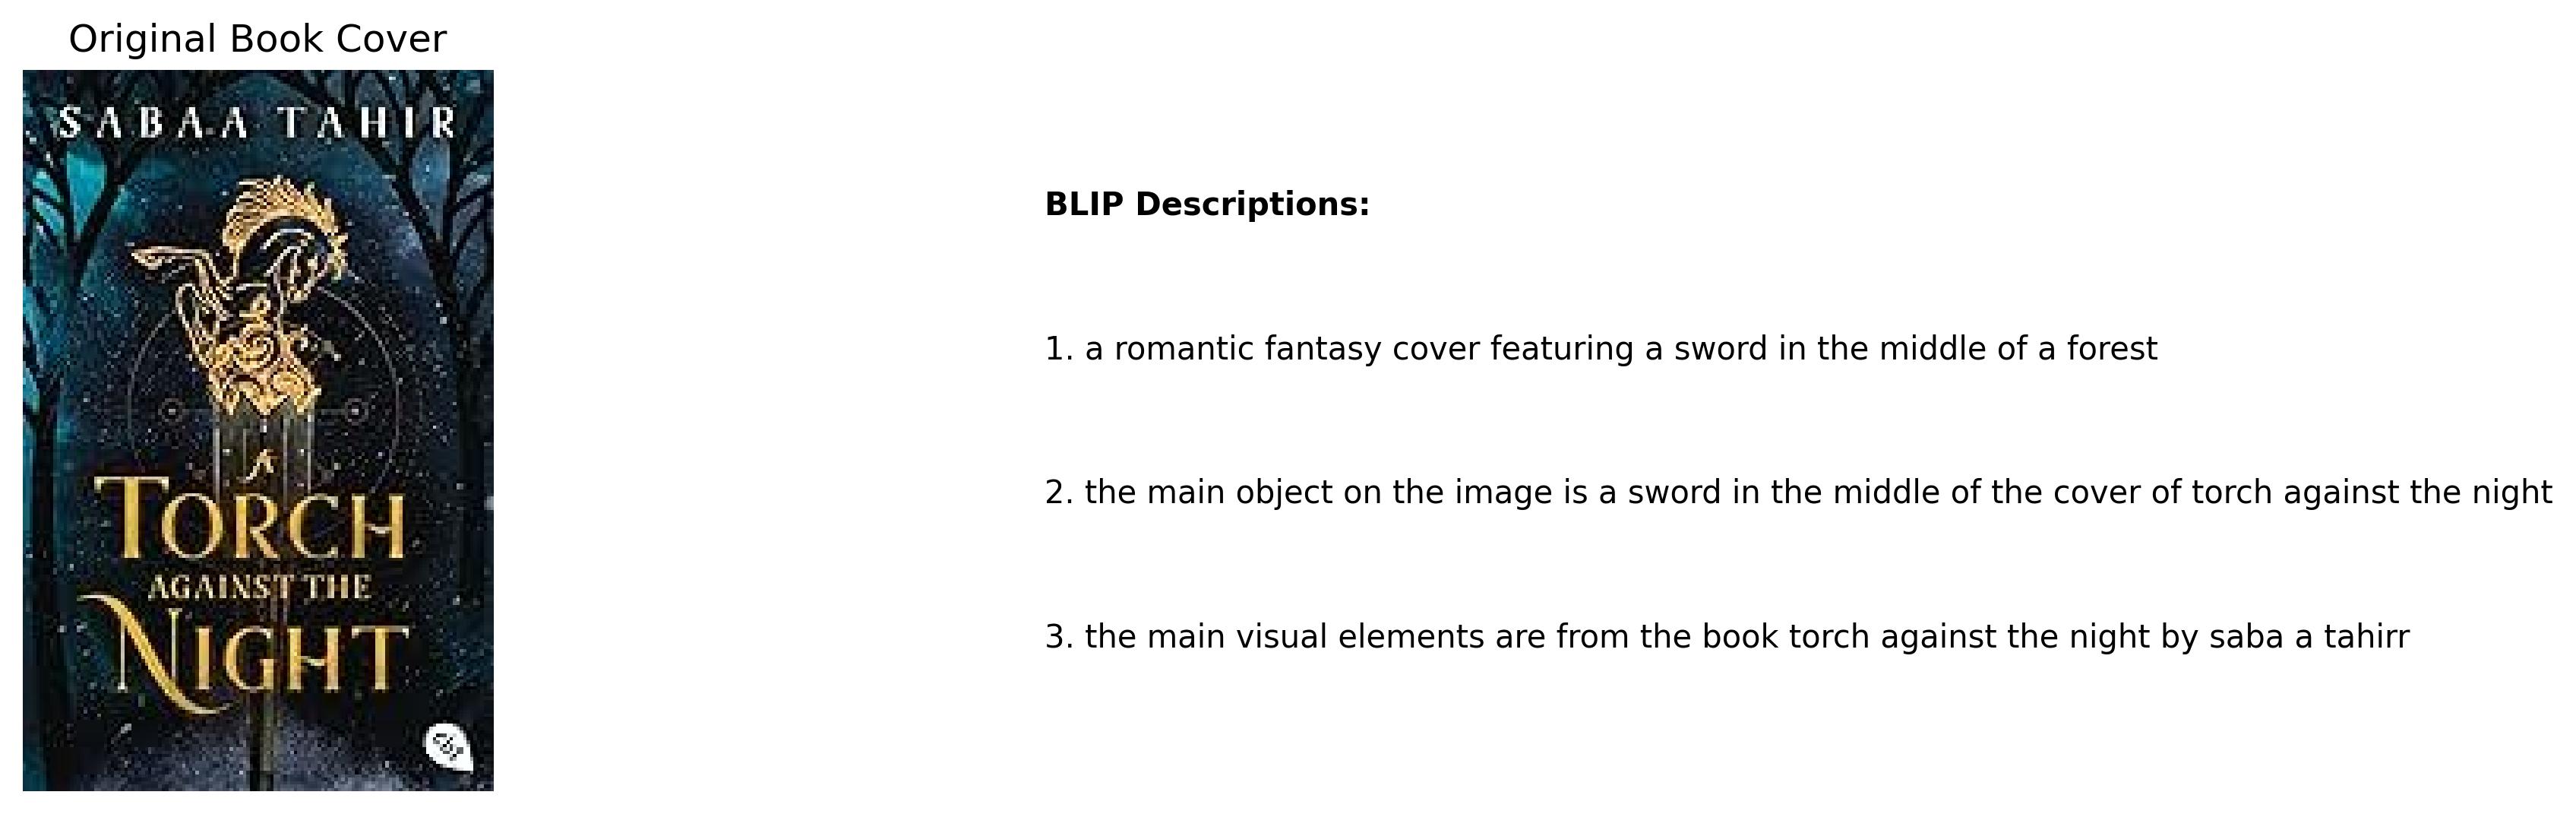 Original Book Cover
SABAA TAHIR
A
TORCH
AGAINST THE
NIGHT
BLIP Descriptions:
1. a romantic fantasy cover featuring a sword in the middle of a forest
2. the main object on the image is a sword in the middle of the cover of torch against the night
3. the main visual elements are from the book torch against the night by saba a tahirr